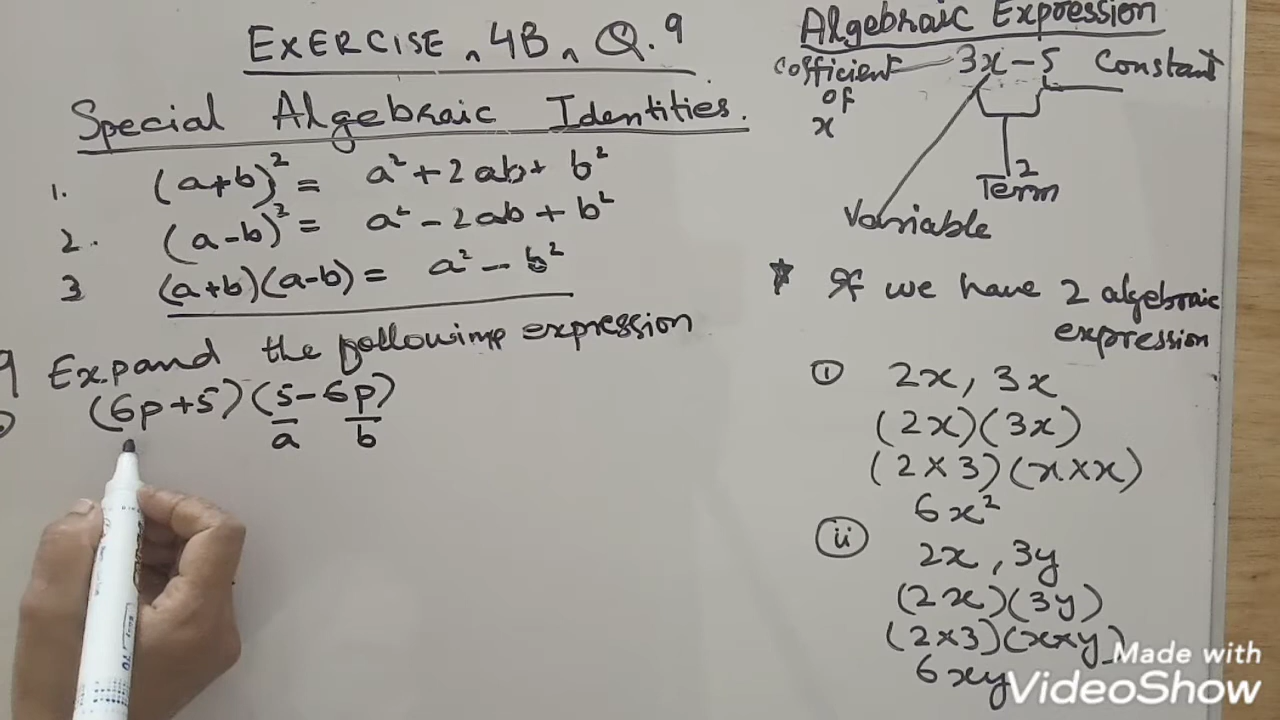 EXERCISE, 4B, Q.9
Special Algebraic Identities.
1. (a+b)² = a² + 2ab + b²
2. (a-b)² = a² - 2ab + b²
3 (a+b)(a-b) = a² - b²
9 Expand the following expression
(6p+5)(5-6p)
a b
Algebraic Expression
cofficient of x
3x-5 Constant
2
Term
Variable
* If we have 2 algebraic
expression
(i) 2x, 3x
(2x)(3x)
(2×3)(x×x)
6x²
(ii) 2x, 3y
(2x)(3y)
(2×3)(x×y)
6xy
Made with
VideoShow